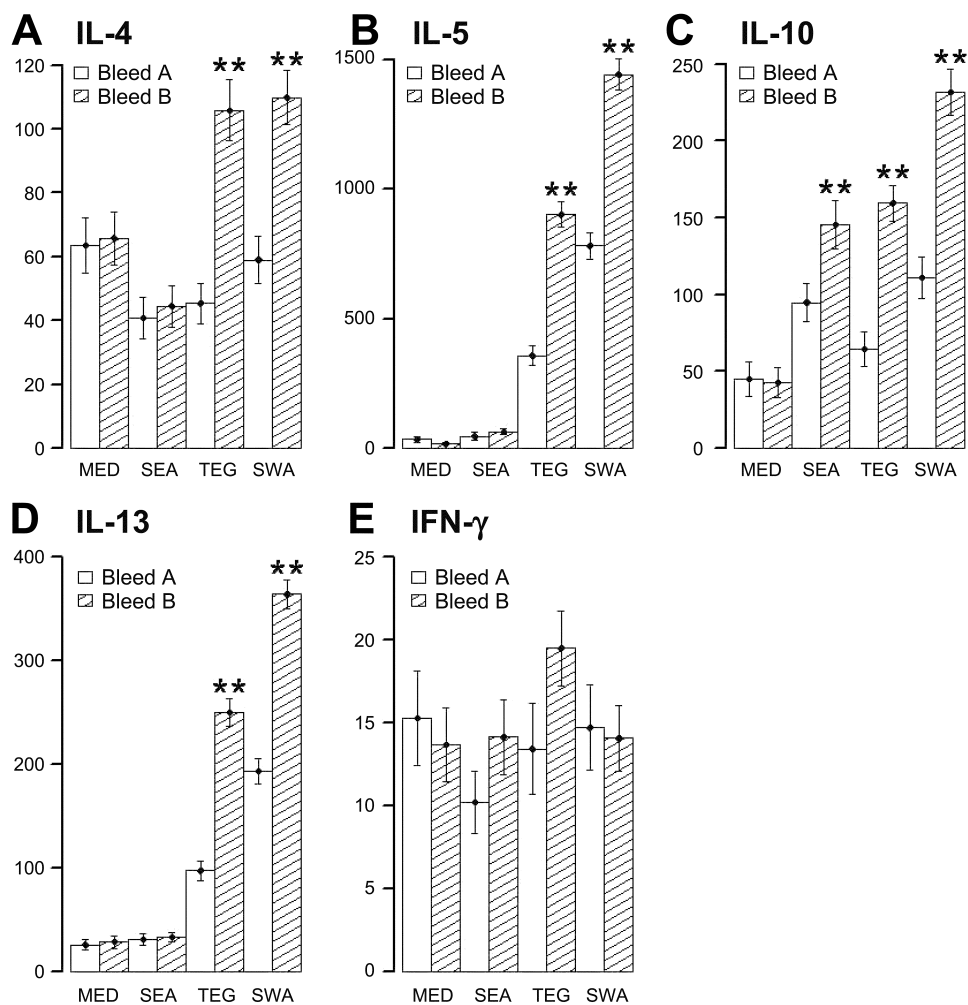 A IL-4
120
100
80
60
40
20
0
Bleed A
Bleed B
**
**
MED SEA TEG SWA
B IL-5
1500
1000
500
0
Bleed A
Bleed B
**
**
MED SEA TEG SWA
C IL-10
250
200
150
100
50
0
Bleed A
Bleed B
**
**
**
MED SEA TEG SWA
D IL-13
400
300
200
100
0
Bleed A
Bleed B
**
**
MED SEA TEG SWA
E IFN-γ
25
20
15
10
5
0
Bleed A
Bleed B
MED SEA TEG SWA